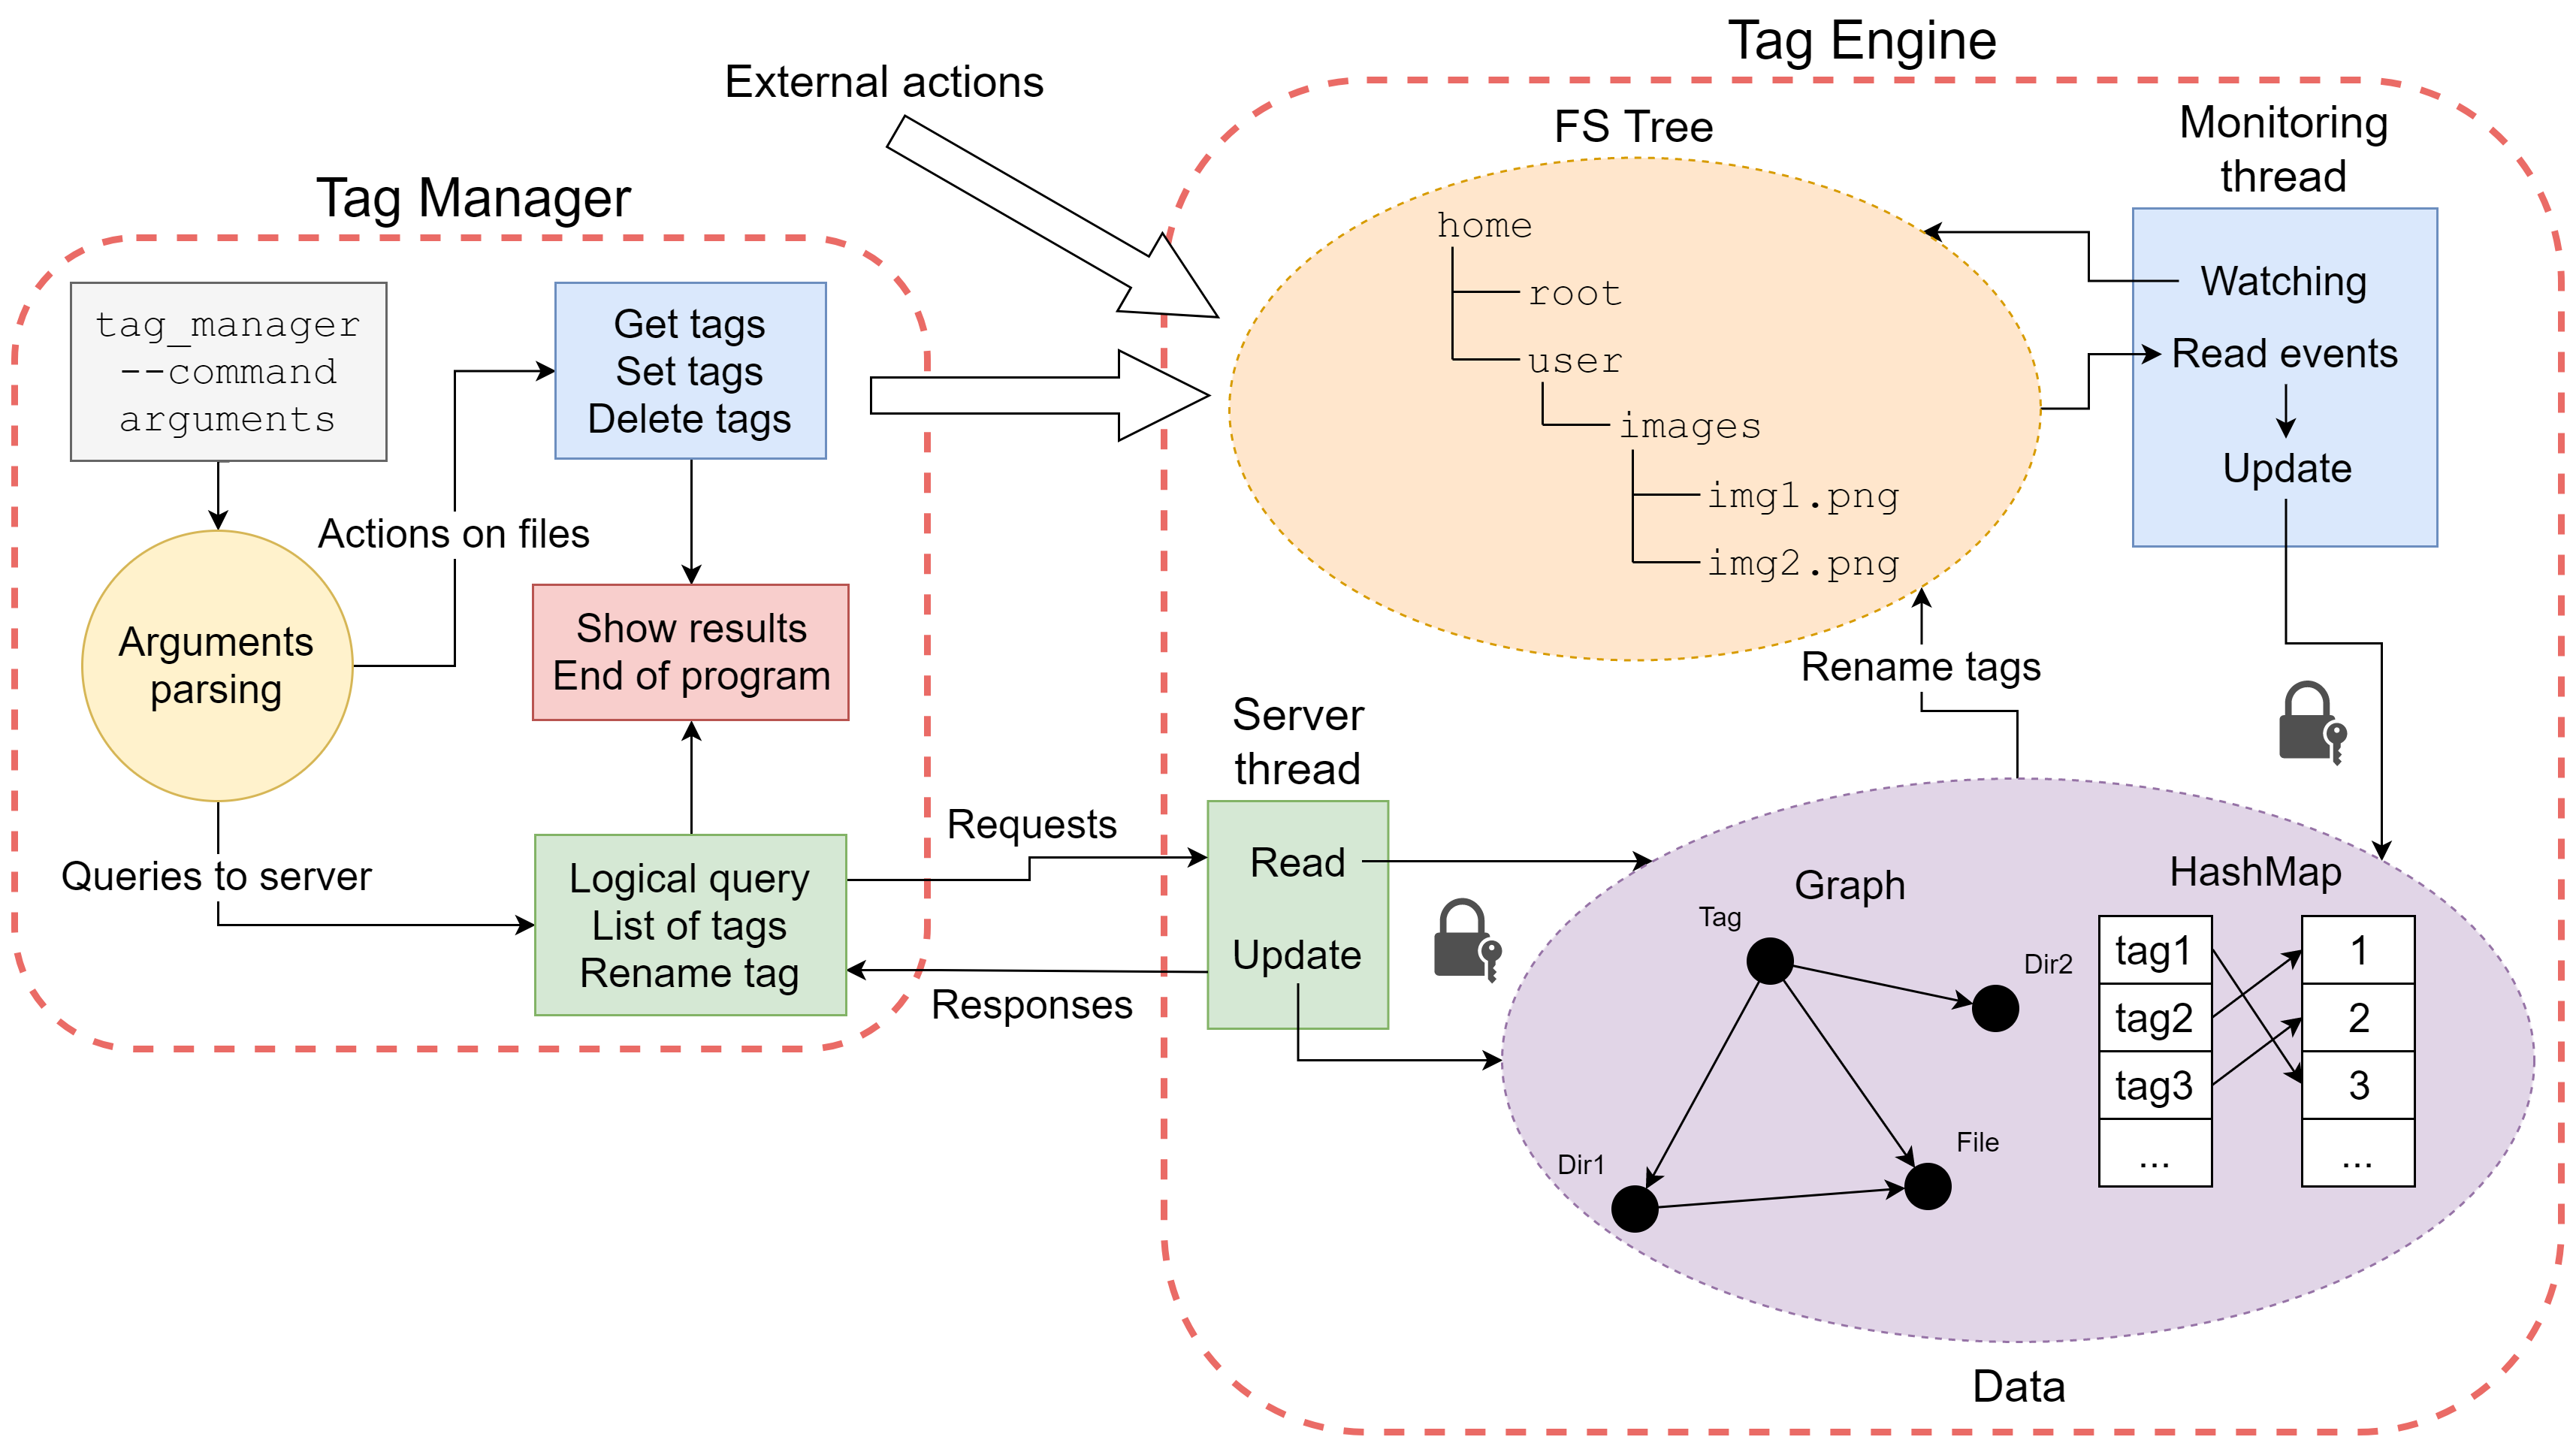 Tag Engine
External actions
FS Tree
Monitoring
thread
Tag Manager
tag_manager
--command
arguments
Get tags
Set tags
Delete tags
Actions on files
Arguments
parsing
Show results
End of program
Queries to server
Logical query
List of tags
Rename tag
Requests
Responses
home
root
user
images
img1.png
img2.png
Watching
Read events
Update
Rename tags
Server
thread
Read
Update
Graph
Tag
Dir2
Dir1
File
HashMap
tag1
1
tag2
2
tag3
3
...
...
Data